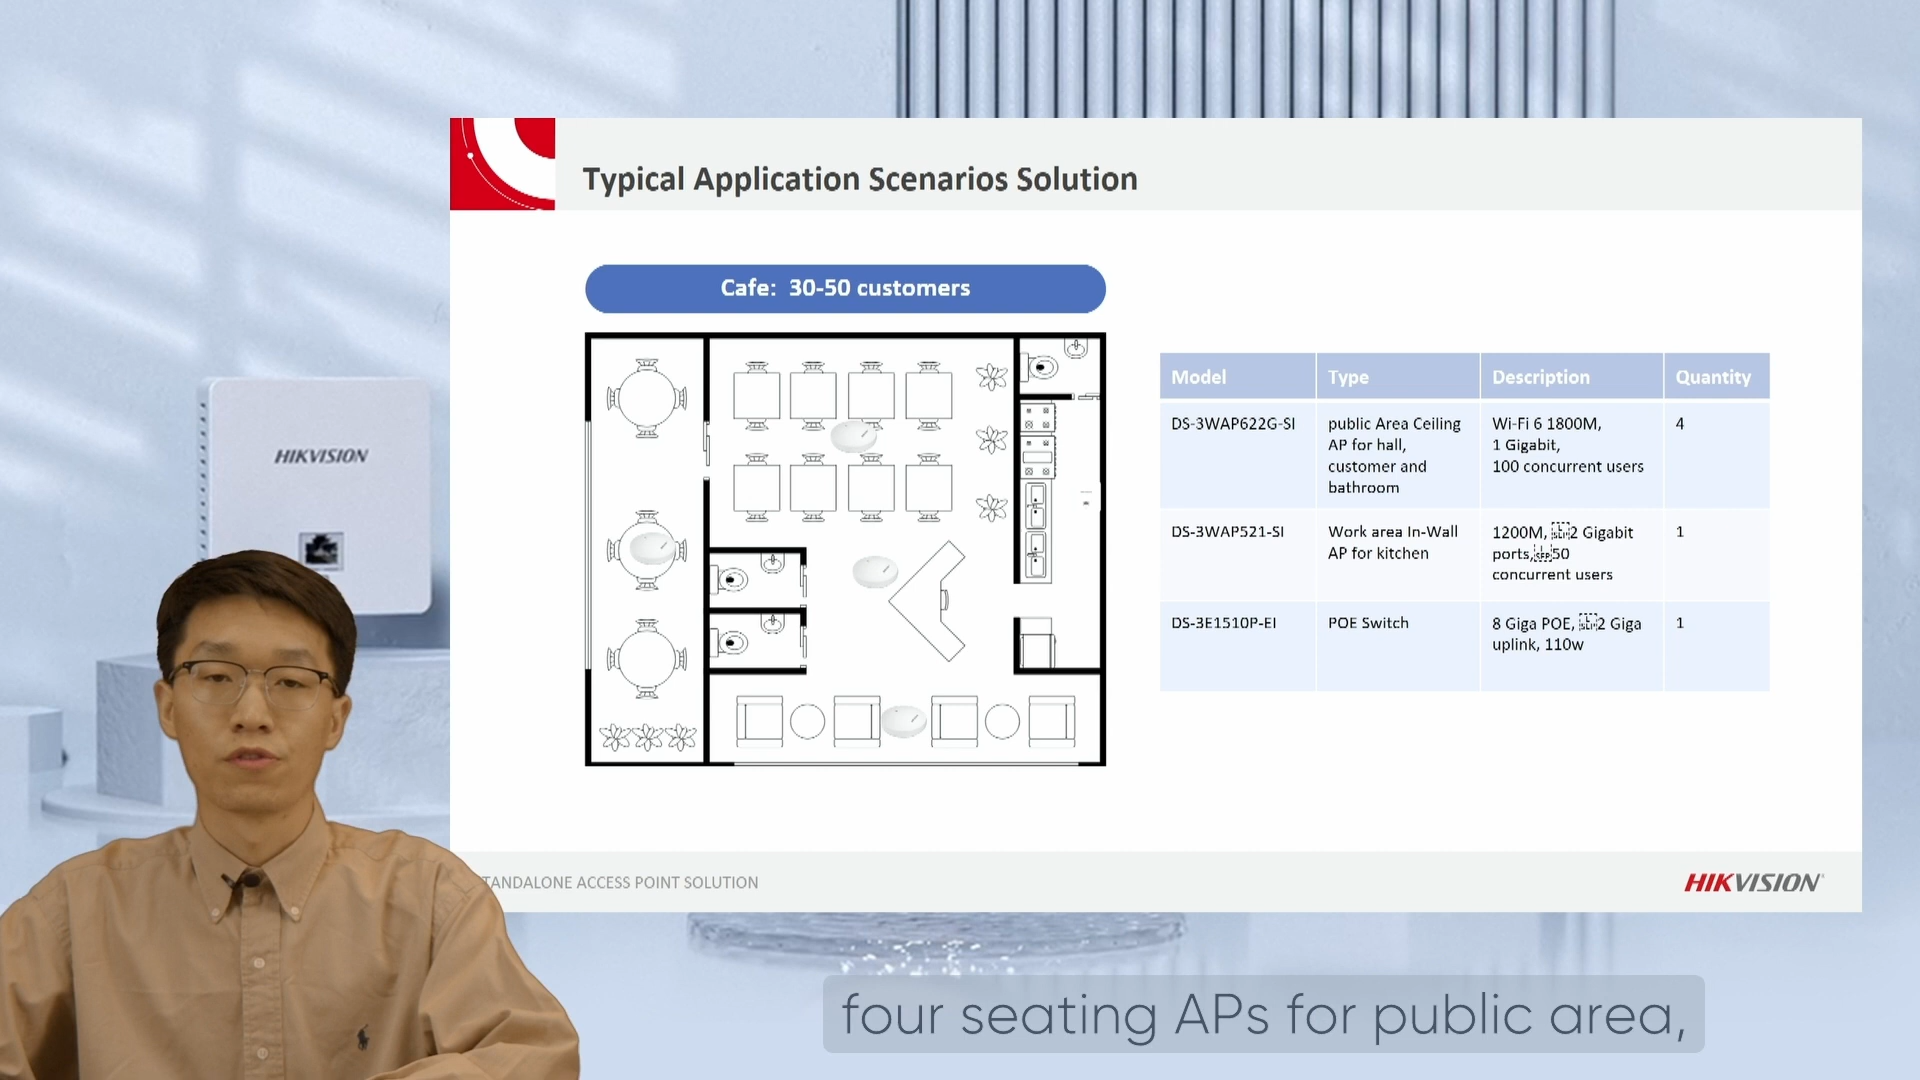 Typical Application Scenarios Solution
Cafe: 30-50 customers
HIKVISION
Model Type Description Quantity
DS-3WAP622G-SI
public Area Ceiling
AP for hall,
customer and
bathroom
Wi-Fi 6 1800M,
1 Gigabit,
100 concurrent users
4
DS-3WAP521-SI
Work area In-Wall
AP for kitchen
1200M, 2 Gigabit
ports, 50
concurrent users
1
DS-3E1510P-EI
POE Switch
8 Giga POE, 2 Giga
uplink, 110w
1
TANDALONE ACCESS POINT SOLUTION
HIKVISION
four seating APs for public area,